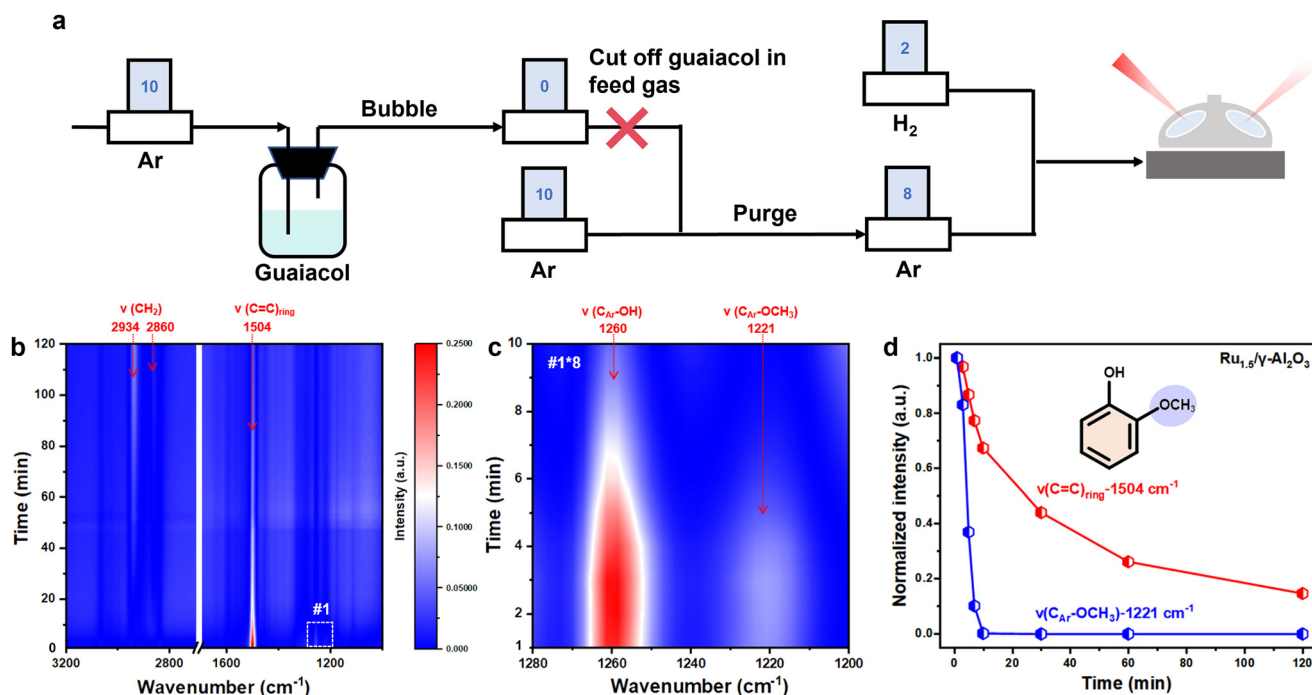 a
10
Ar
Guaiacol
Bubble
0
Cut off guaiacol in
feed gas
10
Ar
Purge
2
H₂
8
Ar
b
ν (CH₂)
2934 2860
ν (C=C)ring
1504
120
110
100
90
80
70
60
50
40
30
20
10
0
Time (min)
#1
3200 2800 1600 1200
Wavenumber (cm⁻¹)
0.2500
0.2000
0.1500
0.1000
0.05000
0.000
Intensity (a.u.)
c
ν (CAr-OH)
1260
ν (CAr-OCH₃)
1221
#1*8
10
8
6
4
2
1
Time (min)
1280 1260 1240 1220 1200
Wavenumber (cm⁻¹)
d
Ru1.5/γ-Al₂O₃
OH
OCH₃
ν(C=C)ring-1504 cm⁻¹
ν(CAr-OCH₃)-1221 cm⁻¹
1.0
0.8
0.6
0.4
0.2
0.0
Normalized intensity (a.u.)
0 20 40 60 80 100 120
Time (min)